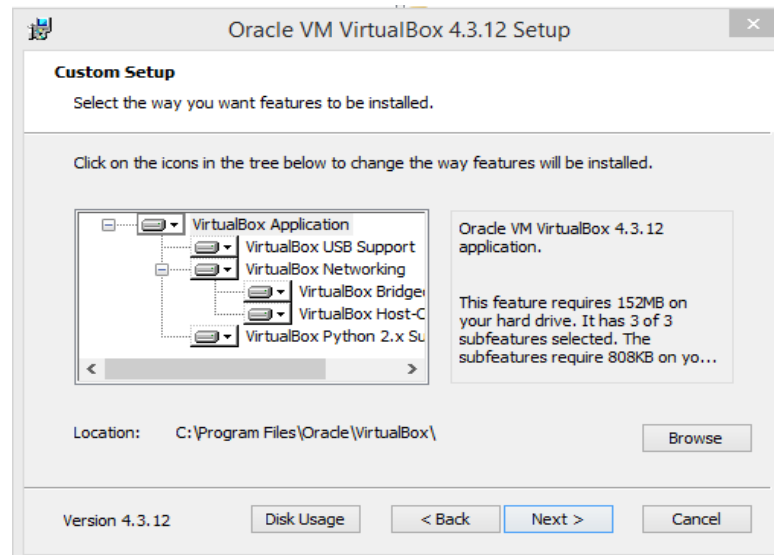 Oracle VM VirtualBox 4.3.12 Setup
Custom Setup
Select the way you want features to be installed.
Click on the icons in the tree below to change the way features will be installed.
VirtualBox Application
VirtualBox USB Support
VirtualBox Networking
VirtualBox Bridged
VirtualBox Host-C
VirtualBox Python 2.x Su
Oracle VM VirtualBox 4.3.12
application.
This feature requires 152MB on
your hard drive. It has 3 of 3
subfeatures selected. The
subfeatures require 808KB on yo...
Location: C:\Program Files\Oracle\VirtualBox\
Browse
Version 4.3.12
Disk Usage
< Back
Next >
Cancel